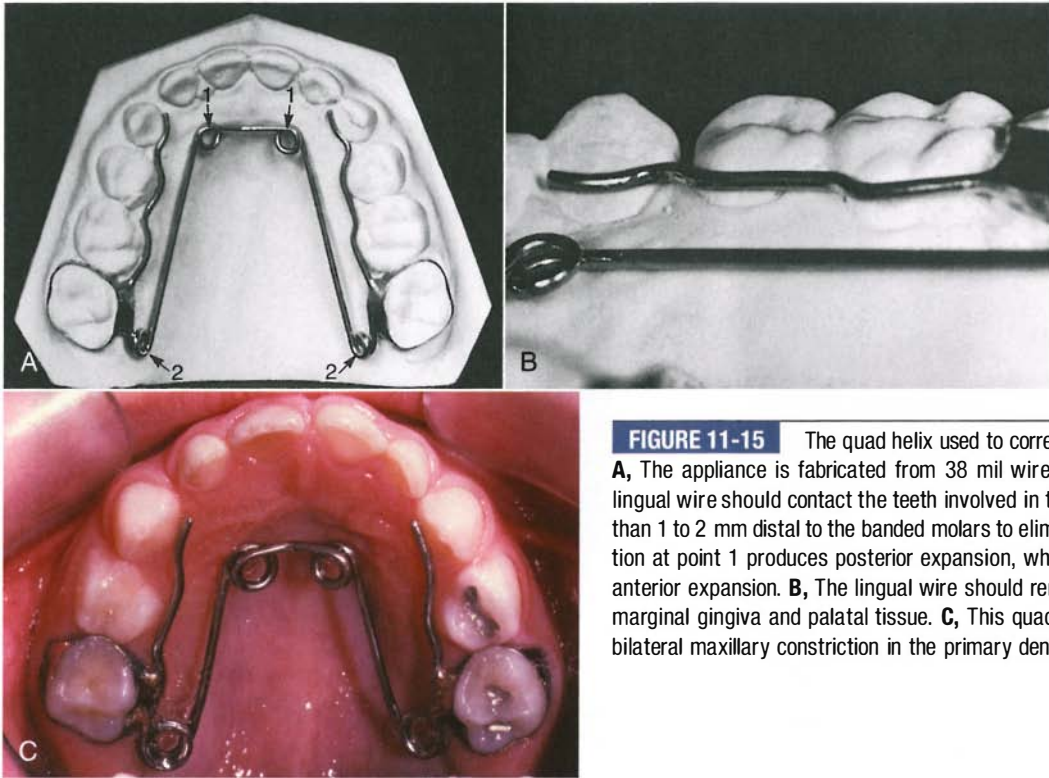 1 1
A
2 2
B
C
FIGURE 11-15 The quad helix used to corre
A, The appliance is fabricated from 38 mil wire
lingual wire should contact the teeth involved in t
than 1 to 2 mm distal to the banded molars to elim
tion at point 1 produces posterior expansion, wh
anterior expansion. B, The lingual wire should re
marginal gingiva and palatal tissue. C, This quad
bilateral maxillary constriction in the primary den